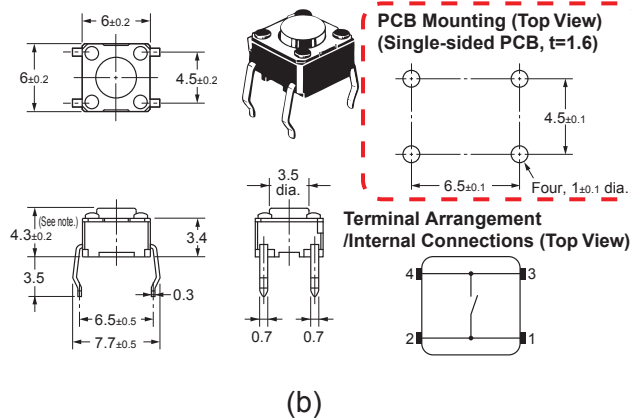 6±0.2
6±0.2
4.5±0.2
PCB Mounting (Top View)
(Single-sided PCB, t=1.6)
4.5±0.1
6.5±0.1
Four, 1±0.1 dia.
(See note.)
4.3±0.2
3.4
3.5
0.3
6.5±0.5
7.7±0.5
3.5
dia.
0.7
0.7
Terminal Arrangement
/Internal Connections (Top View)
4
3
2
1
(b)